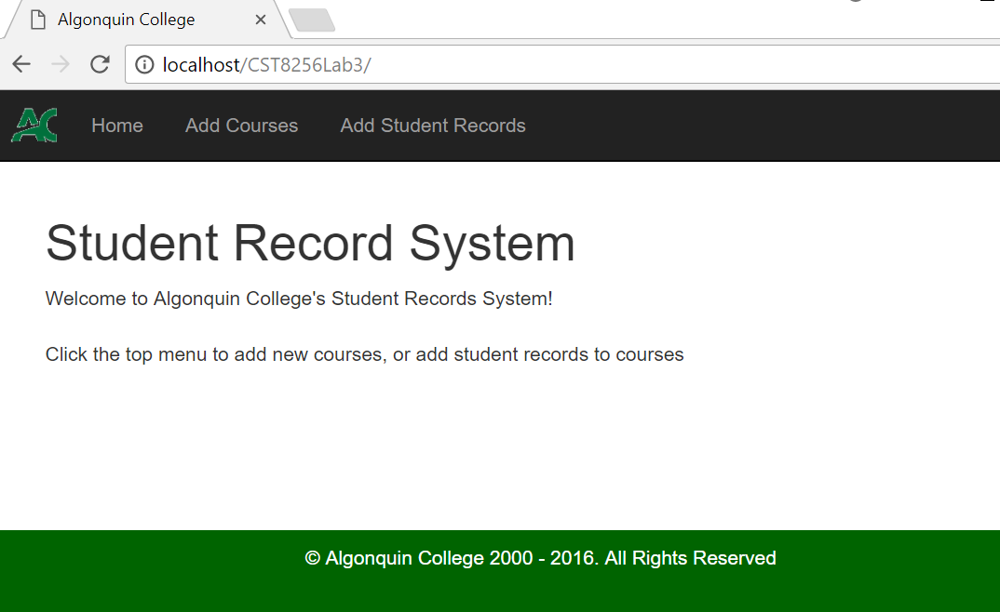 Algonquin College
localhost/CST8256Lab3/
AC Home Add Courses Add Student Records
Student Record System
Welcome to Algonquin College's Student Records System!
Click the top menu to add new courses, or add student records to courses
© Algonquin College 2000 - 2016. All Rights Reserved